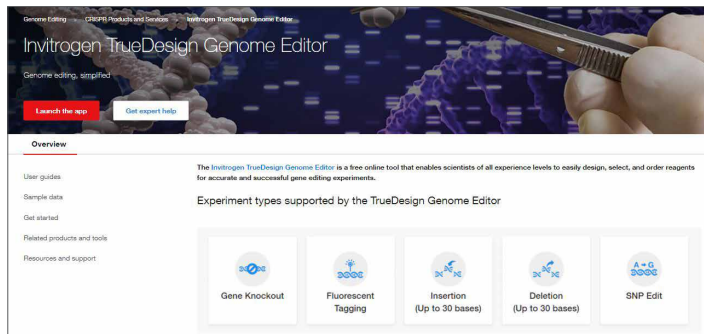 Genome Editing CRISPR Products and Services Invitrogen TrueDesign Genome Editor
Invitrogen TrueDesign Genome Editor
Genome editing, simplified
Launch the app Get expert help
Overview
User guides
Sample data
Get started
Related products and tools
Resources and support
The Invitrogen TrueDesign Genome Editor is a free online tool that enables scientists of all experience levels to easily design, select, and order reagents
for accurate and successful gene editing experiments.
Experiment types supported by the TrueDesign Genome Editor
A → G
Gene Knockout
Fluorescent
Tagging
Insertion
(Up to 30 bases)
Deletion
(Up to 30 bases)
SNP Edit